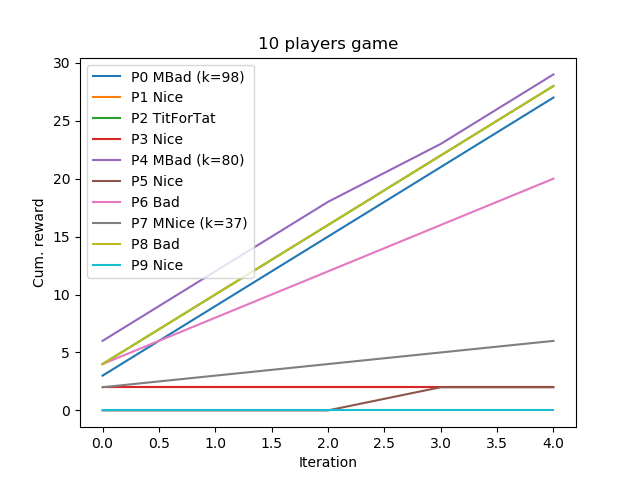 10 players game
P0 MBad (k=98)
P1 Nice
P2 TitForTat
P3 Nice
P4 MBad (k=80)
P5 Nice
P6 Bad
P7 MNice (k=37)
P8 Bad
P9 Nice
30
25
20
15
10
5
0
Cum. reward
0.0 0.5 1.0 1.5 2.0 2.5 3.0 3.5 4.0
Iteration